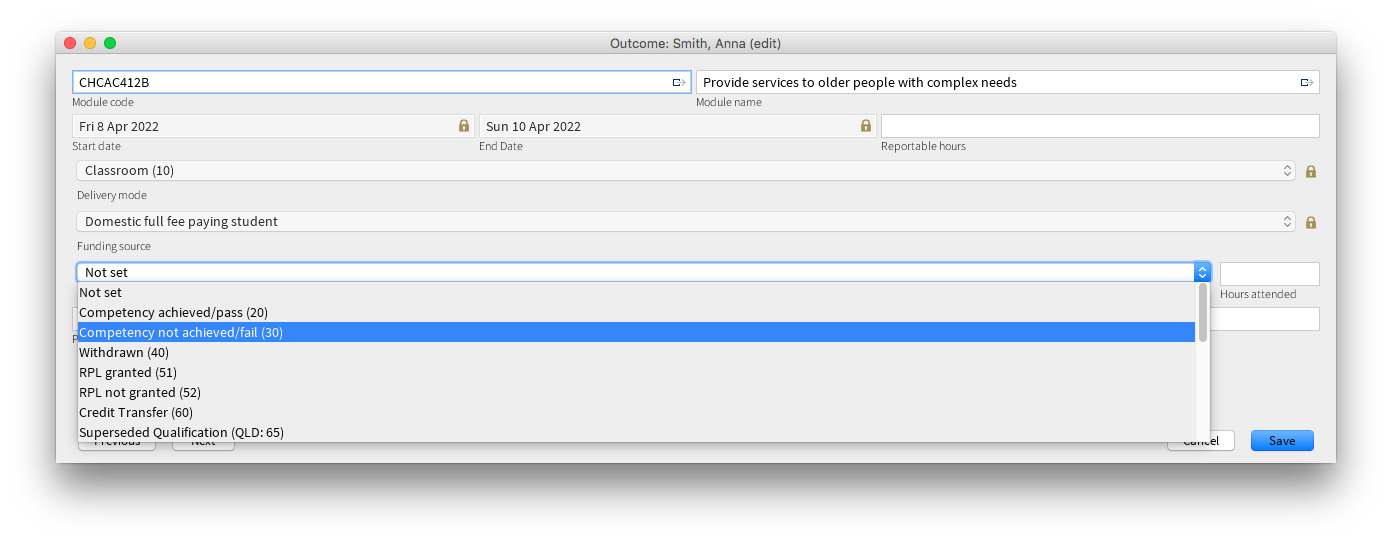 Outcome: Smith, Anna (edit)
CHCAC412B
Provide services to older people with complex needs
Module code
Module name
Fri 8 Apr 2022
Sun 10 Apr 2022
Start date
End Date
Reportable hours
Classroom (10)
Delivery mode
Domestic full fee paying student
Funding source
Not set
Hours attended
Not set
Competency achieved/pass (20)
Competency not achieved/fail (30)
Withdrawn (40)
RPL granted (51)
RPL not granted (52)
Credit Transfer (60)
Superseded Qualification (QLD: 65)
Previous
Next
Cancel
Save